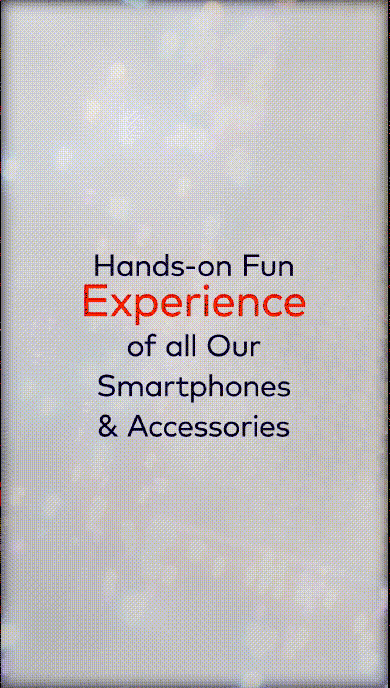 Hands-on Fun
Experience
of all Our
Smartphones
& Accessories